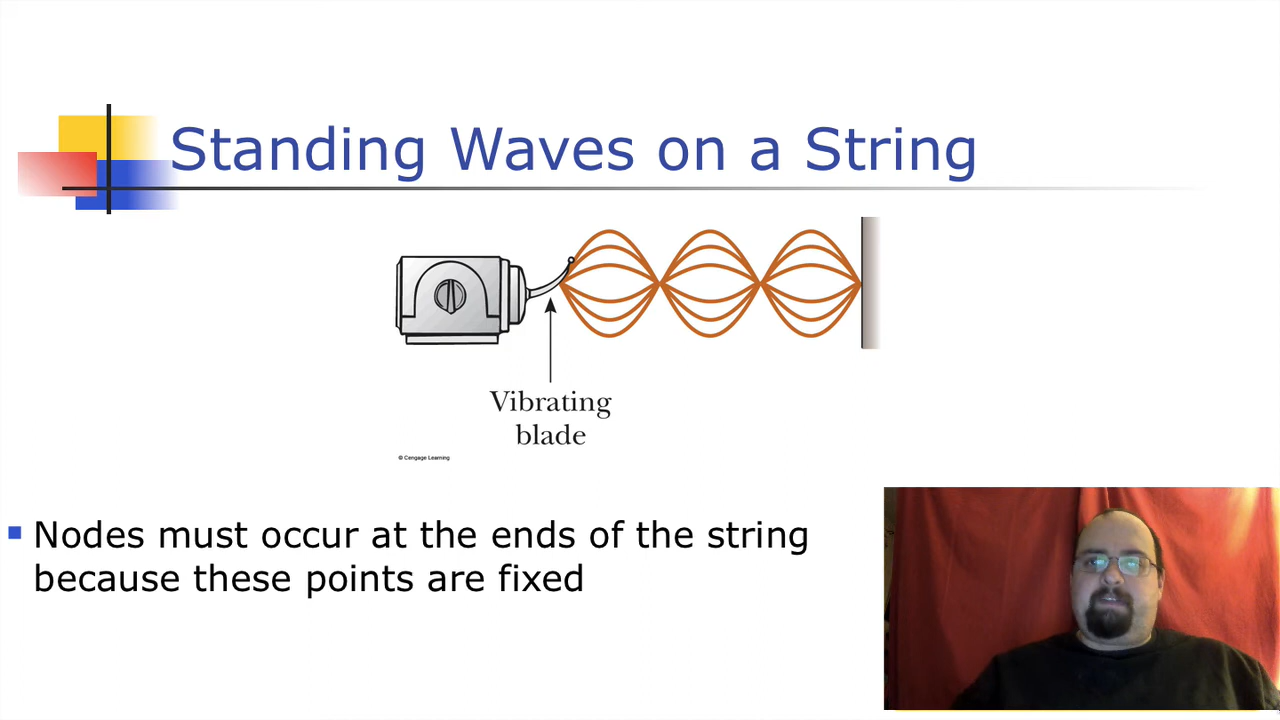 Standing Waves on a String
Vibrating
blade
© Cengage Learning
Nodes must occur at the ends of the string
because these points are fixed